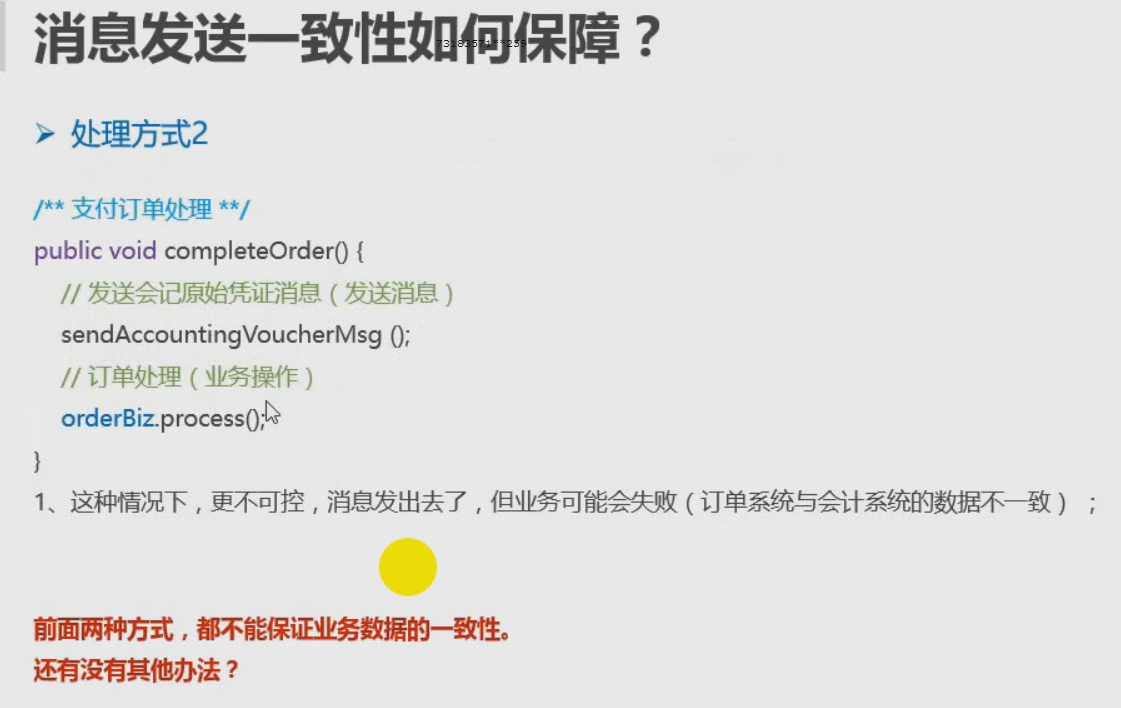 消息发送一致性如何保障？
➢ 处理方式2
/** 支付订单处理 **/
public void completeOrder() {
// 发送会记原始凭证消息（发送消息）
sendAccountingVoucherMsg ();
// 订单处理（业务操作）
orderBiz.process();
}
1、这种情况下，更不可控，消息发出去了，但业务可能会失败（订单系统与会计系统的数据不一致） ；
前面两种方式，都不能保证业务数据的一致性。
还有没有其他办法？